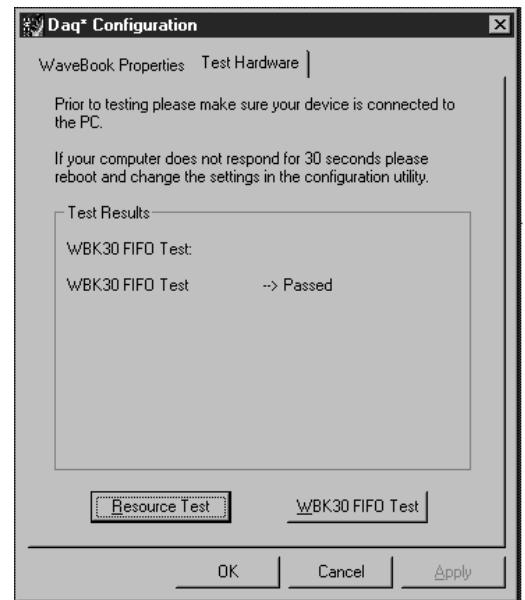 Daq* Configuration
WaveBook Properties Test Hardware
Prior to testing please make sure your device is connected to
the PC.
If your computer does not respond for 30 seconds please
reboot and change the settings in the configuration utility.
Test Results
WBK30 FIFO Test:
WBK30 FIFO Test --> Passed
Resource Test WBK30 FIFO Test
OK Cancel Apply